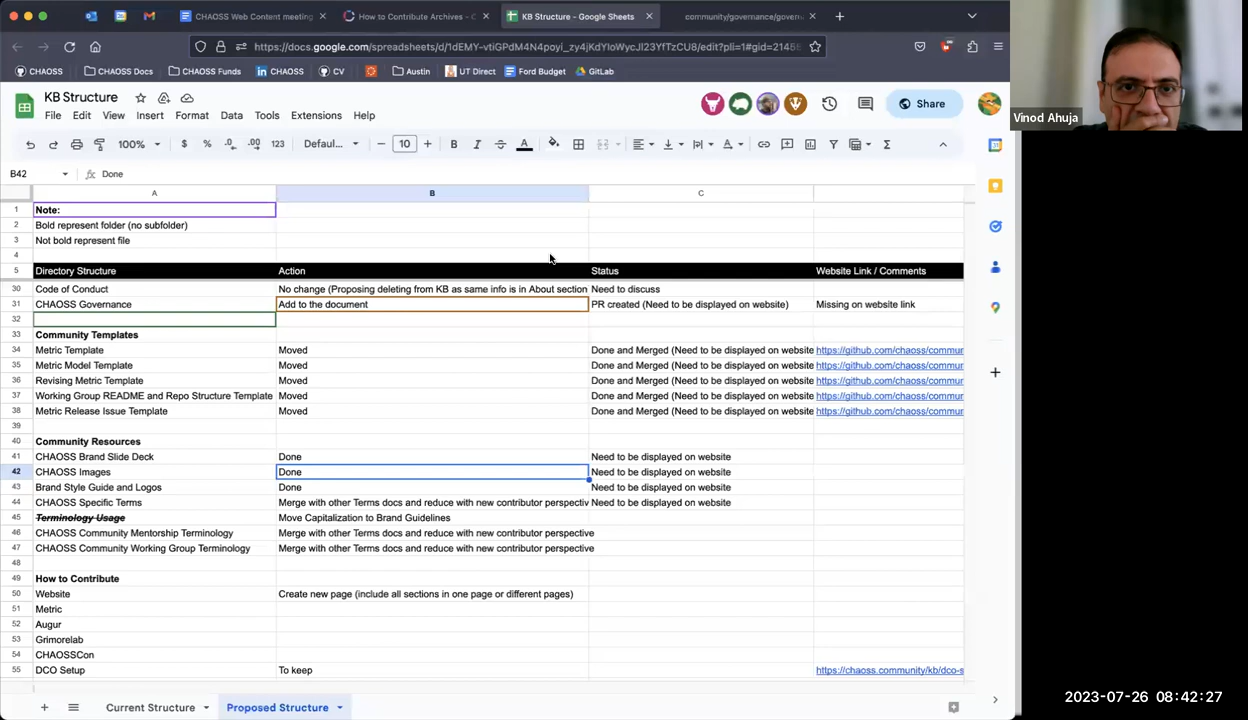 CHAOSS Web Content meeting
How to Contribute Archives - C
KB Structure - Google Sheets
community/governance/gover
https://docs.google.com/spreadsheets/d/1dEMY-vtiGPdM4N4poyi_zy4jKdYIoWycJI23YfTzCU8/edit?pli=1#gid=2148
CHAOSS
CHAOSS Docs
CHAOSS Funds
CHAOSS
CV
Austin
UT Direct
Ford Budget
GitLab
Vinod Ahuja
KB Structure
File Edit View Insert Format Data Tools Extensions Help
Share
100% $ % .0 .00 123 Defaul... 10 B I A
B42 fx Done
A B C
1 Note:
2 Bold represent folder (no subfolder)
3 Not bold represent file
4
5 Directory Structure Action Status Website Link / Comments
30 Code of Conduct No change (Proposing deleting from KB as same info is in About section Need to discuss
31 CHAOSS Governance Add to the document PR created (Need to be displayed on website) Missing on website link
32
33 Community Templates
34 Metric Template Moved Done and Merged (Need to be displayed on website https://github.com/chaoss/commur
35 Metric Model Template Moved Done and Merged (Need to be displayed on website https://github.com/chaoss/commur
36 Revising Metric Template Moved Done and Merged (Need to be displayed on website https://github.com/chaoss/commur
37 Working Group README and Repo Structure Template Moved Done and Merged (Need to be displayed on website https://github.com/chaoss/commur
38 Metric Release Issue Template Moved Done and Merged (Need to be displayed on website https://github.com/chaoss/commur
39
40 Community Resources
41 CHAOSS Brand Slide Deck Done Need to be displayed on website
42 CHAOSS Images Done Need to be displayed on website
43 Brand Style Guide and Logos Done Need to be displayed on website
44 CHAOSS Specific Terms Merge with other Terms docs and reduce with new contributor perspectiv Need to be displayed on website
45 Terminology Usage Move Capitalization to Brand Guidelines
46 CHAOSS Community Mentorship Terminology Merge with other Terms docs and reduce with new contributor perspective
47 CHAOSS Community Working Group Terminology Merge with other Terms docs and reduce with new contributor perspective
48
49 How to Contribute
50 Website Create new page (include all sections in one page or different pages)
51 Metric
52 Augur
53 Grimorelab
54 CHAOSSCon
55 DCO Setup To keep https://chaoss.community/kb/dco-s
Current Structure
Proposed Structure
2023-07-26 08:42:27